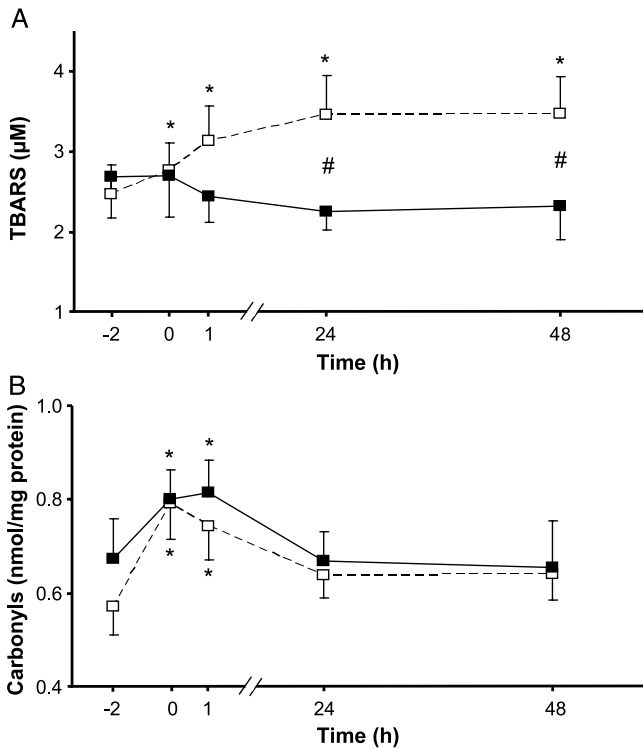 A
TBARS (µM)
4
3
2
1
* * * *
# #
-2 0 1 24 48
Time (h)
B
Carbonyls (nmol/mg protein)
1.0
0.8
0.6
0.4
* *
* *
-2 0 1 24 48
Time (h)